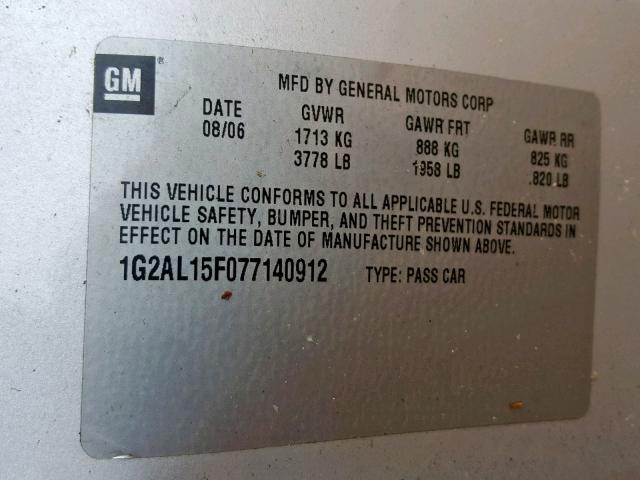 GM
MFD BY GENERAL MOTORS CORP
DATE GVWR GAWR FRT GAWR RR
08/06 1713 KG 888 KG 825 KG
3778 LB 1958 LB .820 LB
THIS VEHICLE CONFORMS TO ALL APPLICABLE U.S. FEDERAL MOTOR
VEHICLE SAFETY, BUMPER, AND THEFT PREVENTION STANDARDS IN
EFFECT ON THE DATE OF MANUFACTURE SHOWN ABOVE.
1G2AL15F077140912 TYPE: PASS CAR